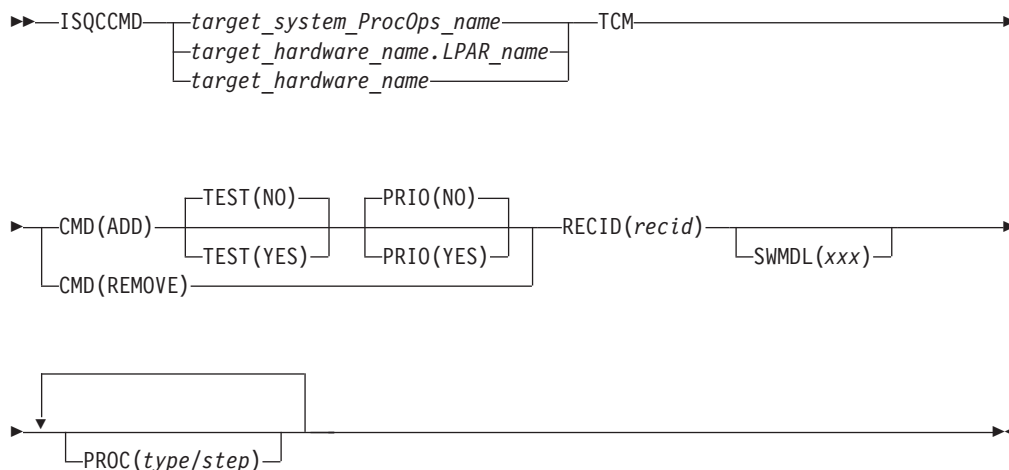 ISQCCMD target_system_ProcOps_name TCM
target_hardware_name.LPAR_name
target_hardware_name
TEST(NO) PRIO(NO)
CMD(ADD) RECID(recid)
TEST(YES) PRIO(YES) SWMDL(xxx)
CMD(REMOVE)
PROC(type/step)